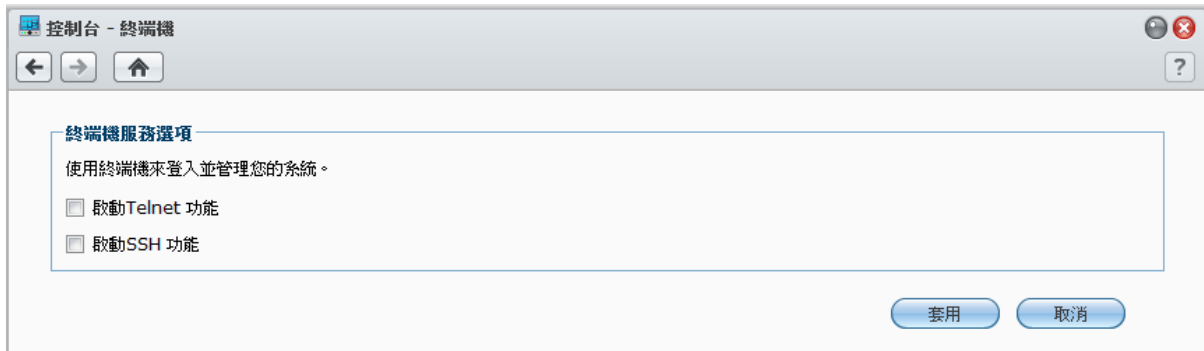 控制台 - 終端機
?
終端機服務選項
使用終端機來登入並管理您的系統。
啟動Telnet 功能
啟動SSH 功能
套用
取消